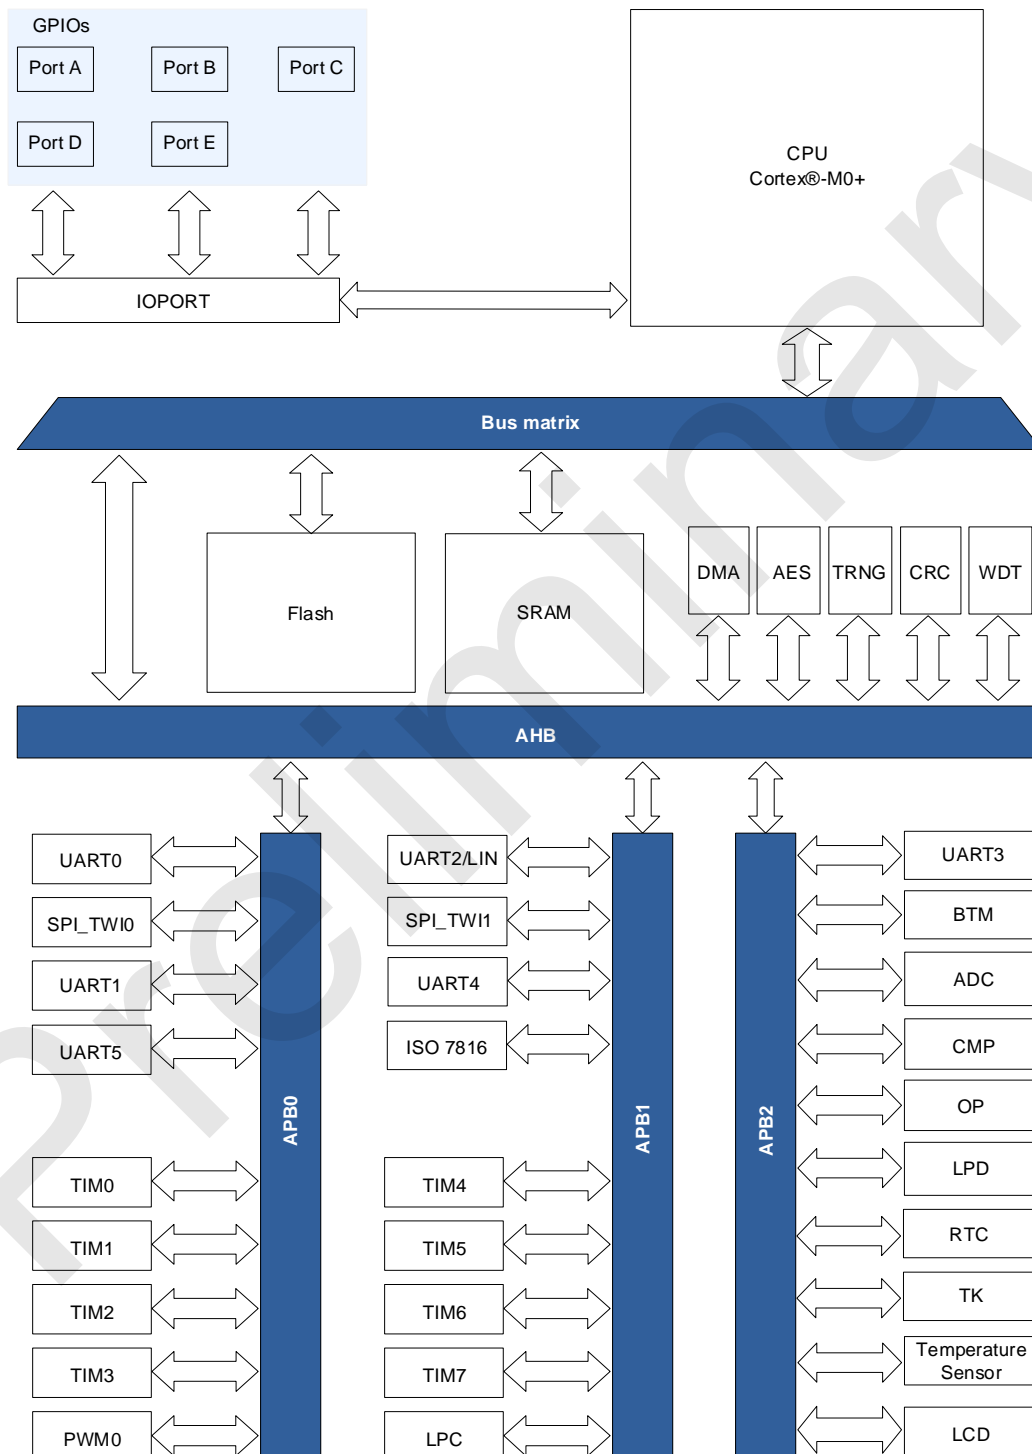 GPIOs
Port A
Port B
Port C
Port D
Port E
CPU
Cortex®-M0+
IOPORT
Bus matrix
Flash
SRAM
DMA
AES
TRNG
CRC
WDT
AHB
UART0
SPI_TWI0
UART1
UART5
TIM0
TIM1
TIM2
TIM3
PWM0
APB0
UART2/LIN
SPI_TWI1
UART4
ISO 7816
TIM4
TIM5
TIM6
TIM7
LPC
APB1
APB2
UART3
BTM
ADC
CMP
OP
LPD
RTC
TK
Temperature
Sensor
LCD
Preliminary